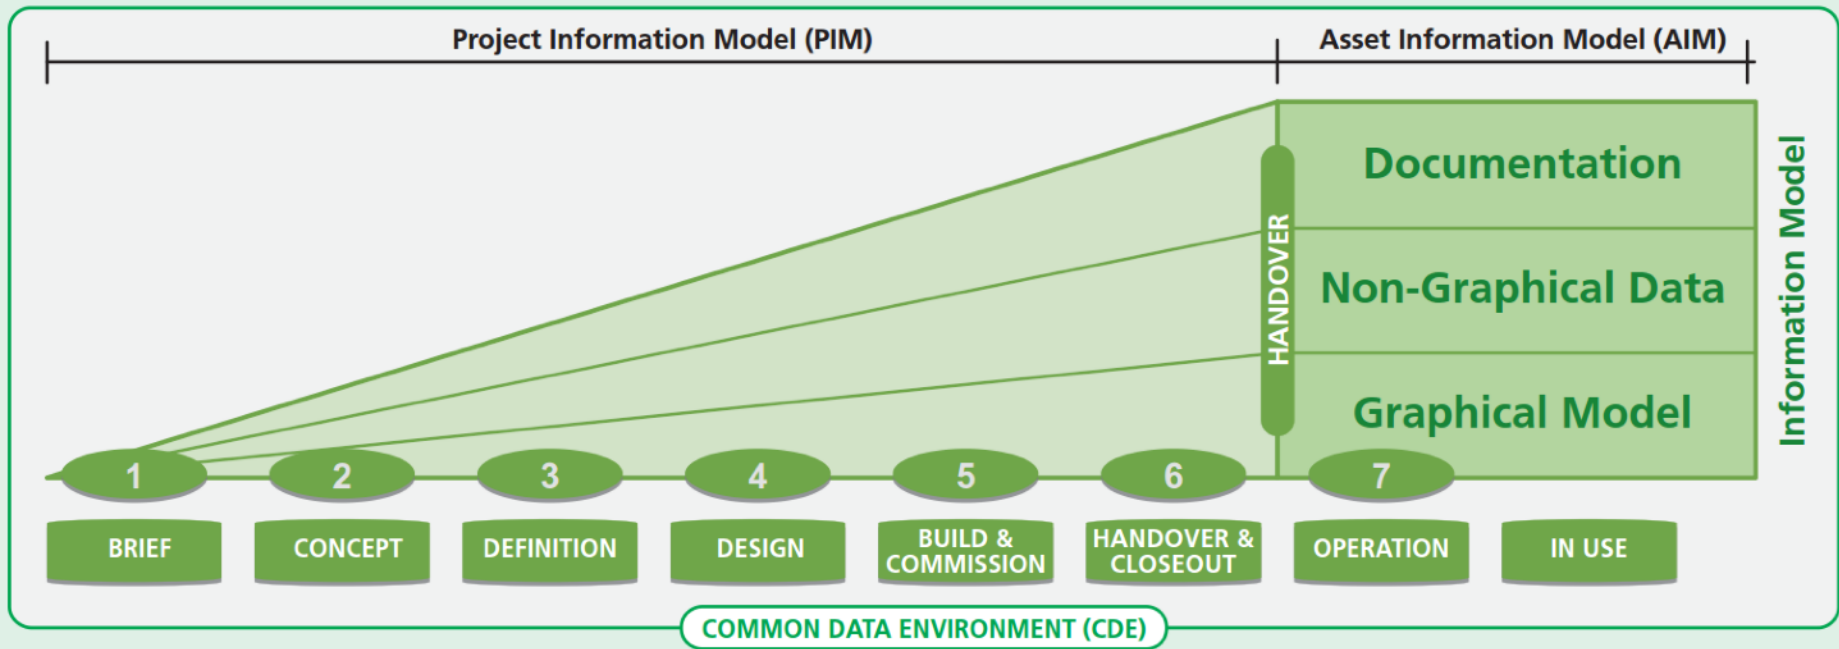 Project Information Model (PIM)
Asset Information Model (AIM)
Documentation
Non-Graphical Data
Graphical Model
HANDOVER
Information Model
1
2
3
4
5
6
7
BRIEF
CONCEPT
DEFINITION
DESIGN
BUILD &
COMMISSION
HANDOVER &
CLOSEOUT
OPERATION
IN USE
COMMON DATA ENVIRONMENT (CDE)